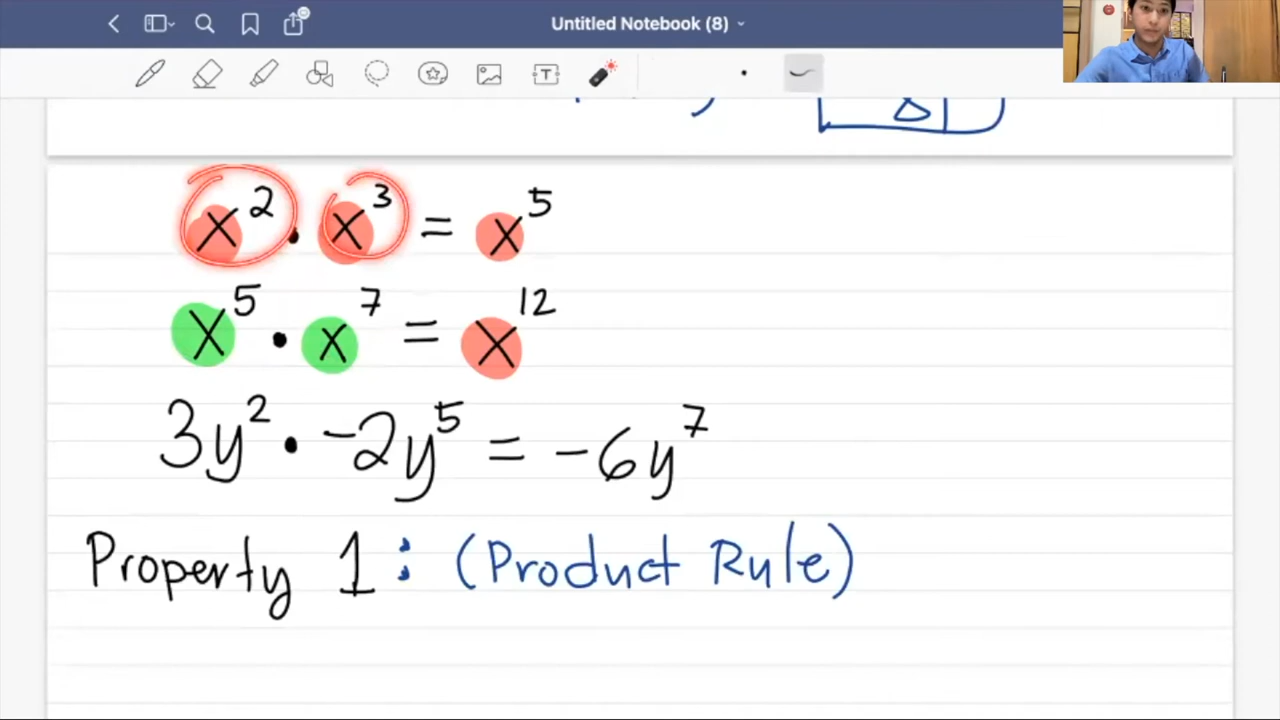 Untitled Notebook (8)
x² · x³ = x⁵
x⁵ · x⁷ = x¹²
3y² · -2y⁵ = -6y⁷
Property 1: (Product Rule)